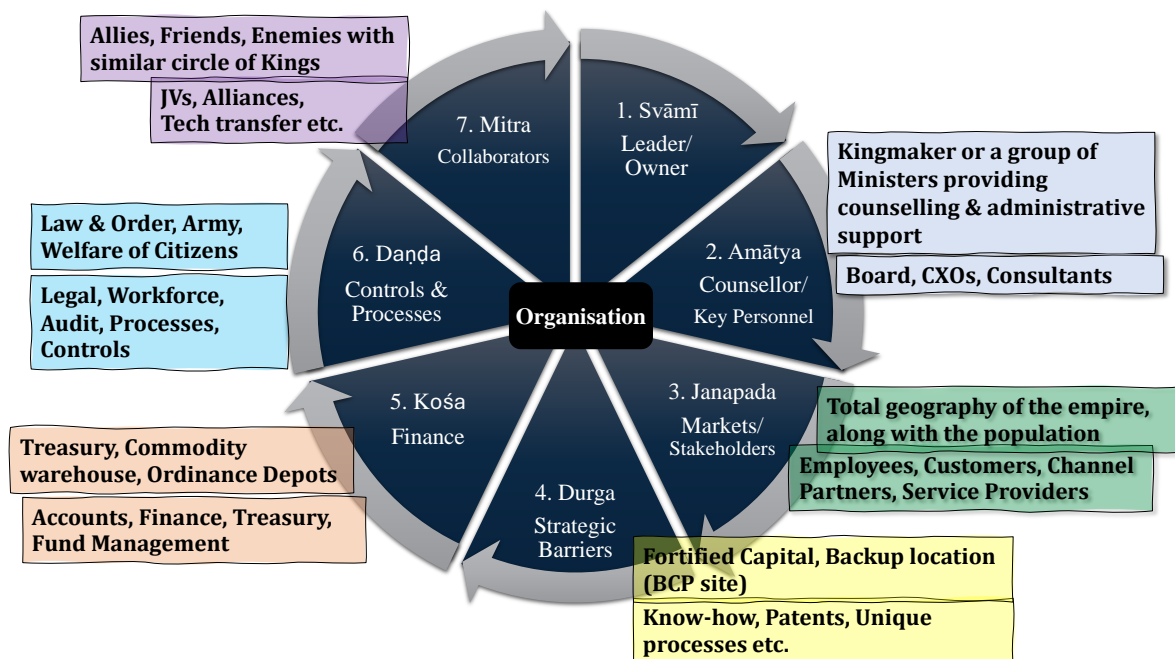 Allies, Friends, Enemies with
similar circle of Kings
JVs, Alliances,
Tech transfer etc.
7. Mitra
Collaborators
1. Svāmī
Leader/
Owner
Kingmaker or a group of
Ministers providing
counselling & administrative
support
Board, CXOs, Consultants
2. Amātya
Counsellor/
Key Personnel
Law & Order, Army,
Welfare of Citizens
Legal, Workforce,
Audit, Processes,
Controls
6. Daṇḍa
Controls &
Processes
Organisation
3. Janapada
Markets/
Stakeholders
Total geography of the empire,
along with the population
Employees, Customers, Channel
Partners, Service Providers
5. Kośa
Finance
Treasury, Commodity
warehouse, Ordinance Depots
Accounts, Finance, Treasury,
Fund Management
4. Durga
Strategic
Barriers
Fortified Capital, Backup location
(BCP site)
Know-how, Patents, Unique
processes etc.